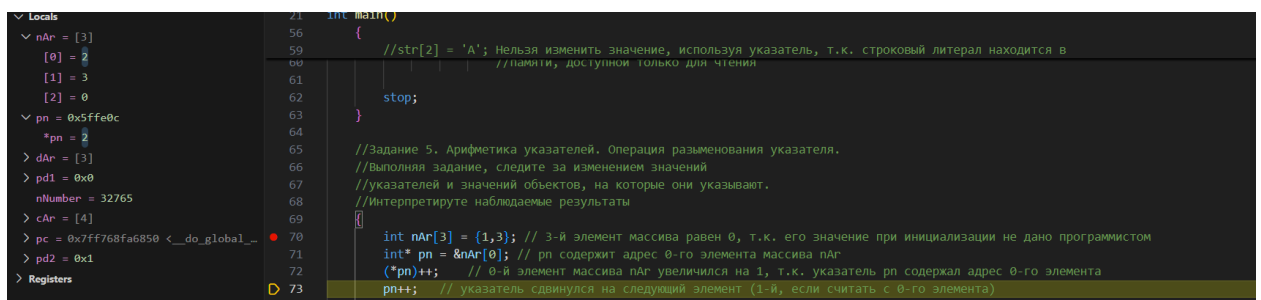 Locals
nAr = [3]
[0] = 2
[1] = 3
[2] = 0
pn = 0x5ffe0c
*pn = 2
dAr = [3]
pd1 = 0x0
nNumber = 32765
cAr = [4]
pc = 0x7ff768fa6850 <__do_global_…
pd2 = 0x1
Registers
21 int main()
56 {
59 //str[2] = 'A'; Нельзя изменить значение, используя указатель, т.к. строковый литерал находится в
60 //памяти, доступной только для чтения
61
62 stop;
63 }
64
65 //Задание 5. Арифметика указателей. Операция разыменования указателя.
66 //Выполняя задание, следите за изменением значений
67 //указателей и значений объектов, на которые они указывают.
68 //Интерпретируте наблюдаемые результаты
69 {
70 int nAr[3] = {1,3}; // 3-й элемент массива равен 0, т.к. его значение при инициализации не дано программистом
71 int* pn = &nAr[0]; // pn содержит адрес 0-го элемента массива nAr
72 (*pn)++; // 0-й элемент массива nAr увеличился на 1, т.к. указатель pn содержал адрес 0-го элемента
73 pn++; // указатель сдвинулся на следующий элемент (1-й, если считать с 0-го элемента)